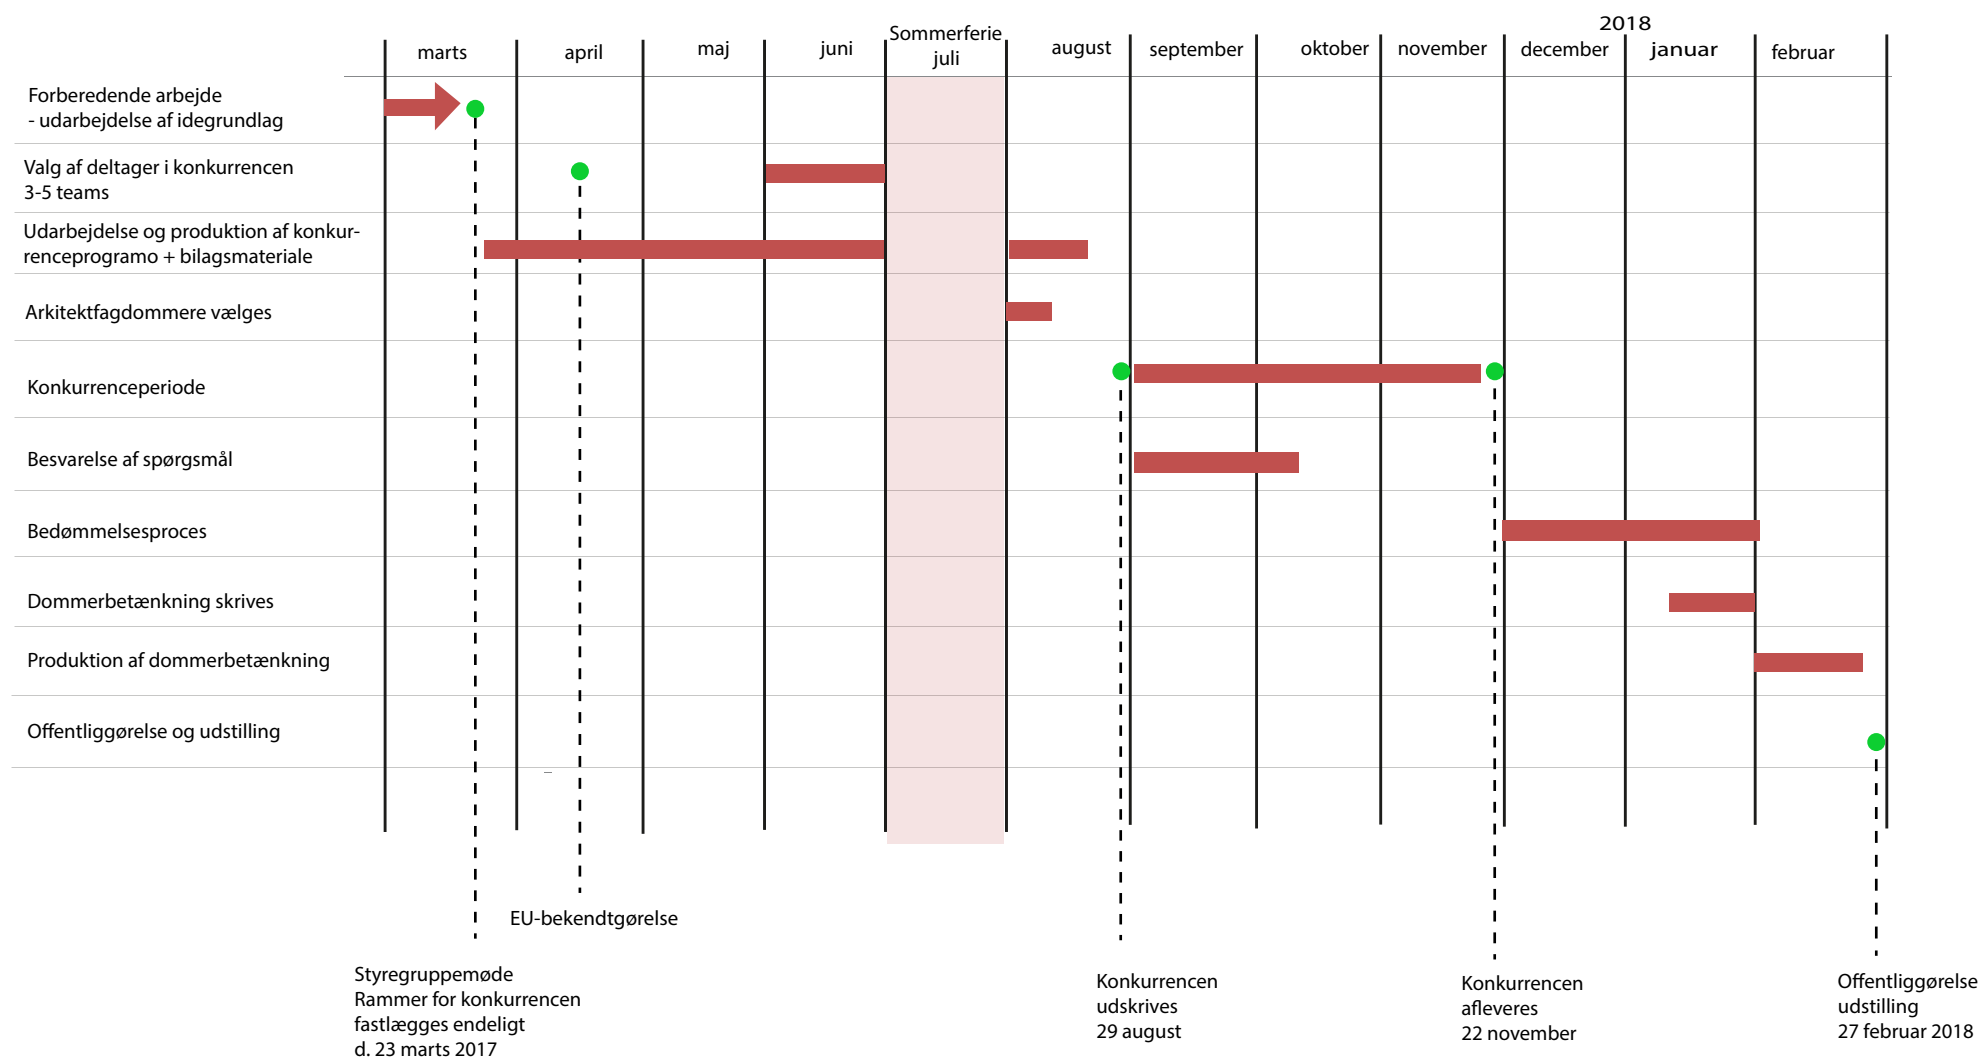 2018
marts
april
maj
juni
Sommerferie
juli
august
september
oktober
november
december
januar
februar
Forberedende arbejde
- udarbejdelse af idegrundlag
Valg af deltager i konkurrencen
3-5 teams
Udarbejdelse og produktion af konkur-
renceprogramo + bilagsmateriale
Arkitektfagdommere vælges
Konkurrenceperiode
Besvarelse af spørgsmål
Bedømmelsesproces
Dommerbetænkning skrives
Produktion af dommerbetænkning
Offentliggørelse og udstilling
EU-bekendtgørelse
Styregruppemøde
Rammer for konkurrencen
fastlægges endeligt
d. 23 marts 2017
Konkurrencen
udskrives
29 august
Konkurrencen
afleveres
22 november
Offentliggørelse
udstilling
27 februar 2018